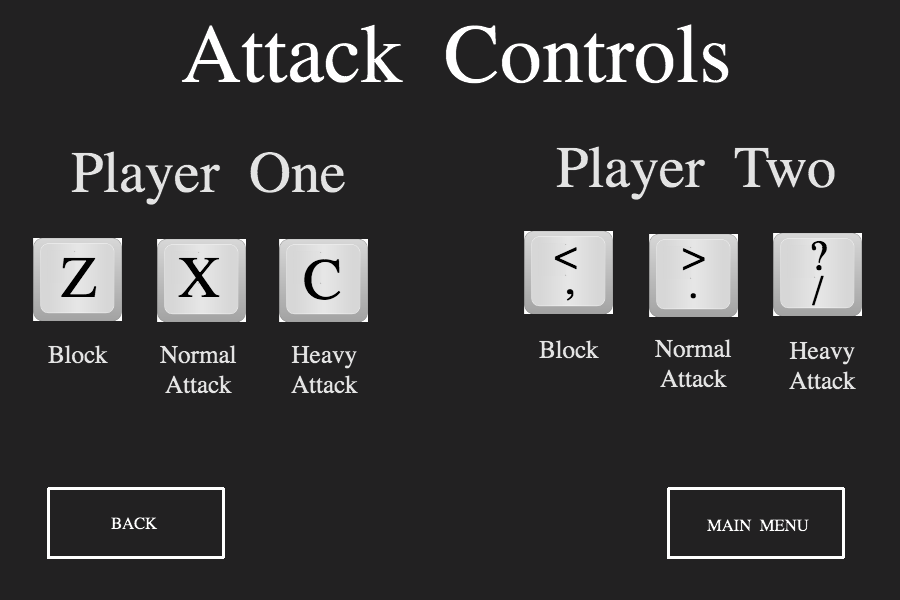 Attack Controls
Player One
Player Two
Z X C
< > ?
, . /
Block
Normal
Attack
Heavy
Attack
Block
Normal
Attack
Heavy
Attack
BACK
MAIN MENU